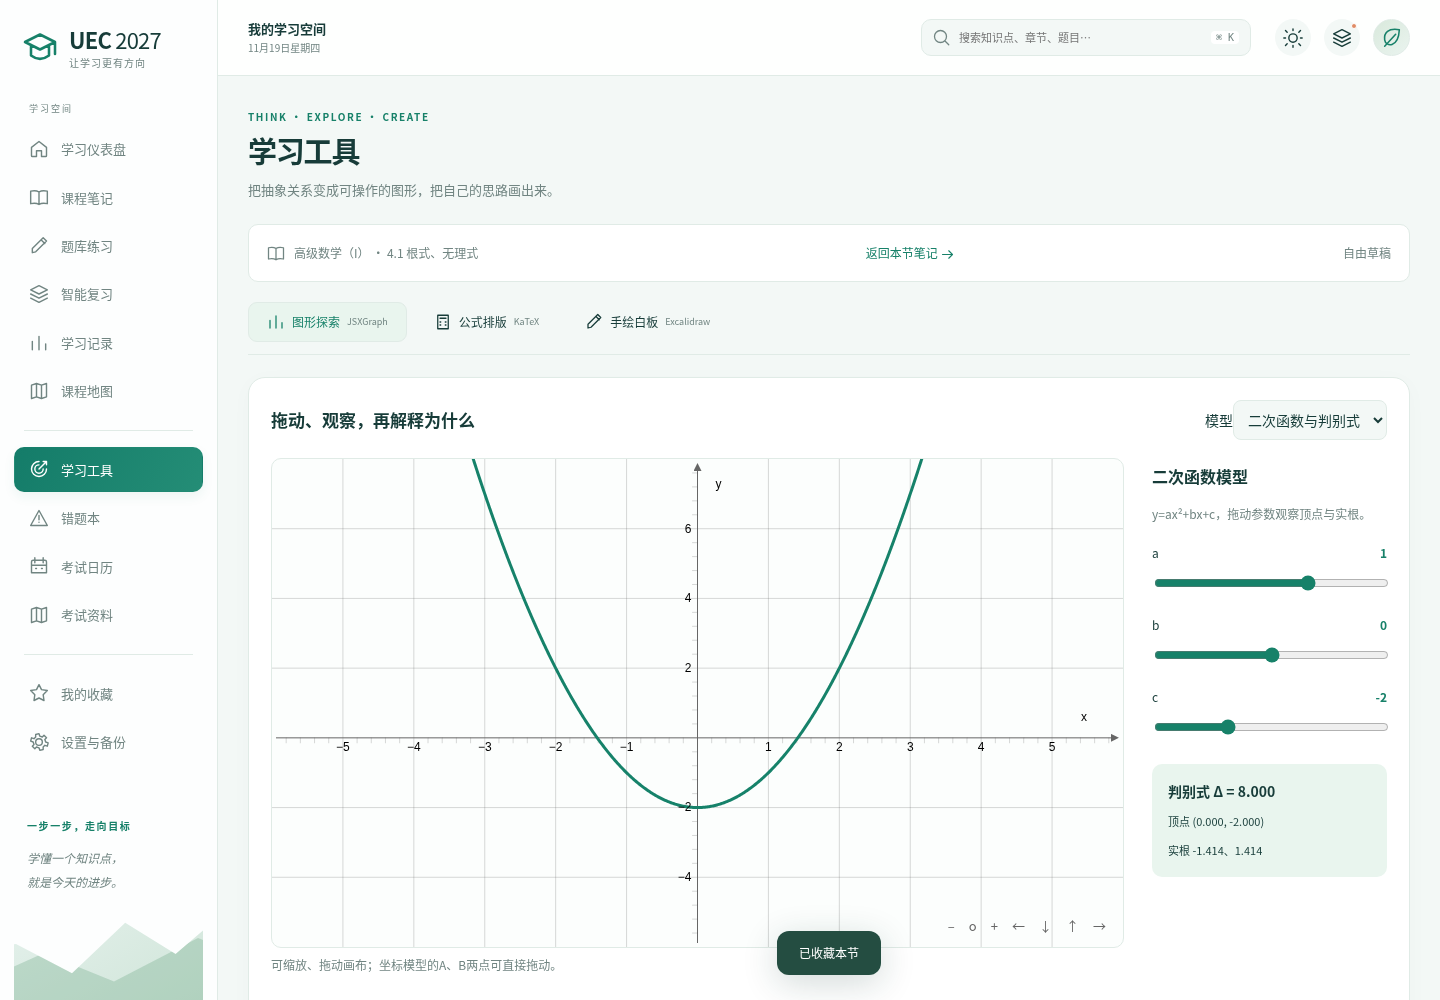 UEC 2027
让学习更有方向
学习空间
学习仪表盘
课程笔记
题库练习
智能复习
学习记录
课程地图
学习工具
错题本
考试日历
考试资料
我的收藏
设置与备份
一步一步，走向目标
学懂一个知识点，
就是今天的进步。
我的学习空间
11月19日星期四
搜索知识点、章节、题目…
⌘ K
THINK · EXPLORE · CREATE
学习工具
把抽象关系变成可操作的图形，把自己的思路画出来。
高级数学（I） · 4.1 根式、无理式
返回本节笔记 →
自由草稿
图形探索 JSXGraph
公式排版 KaTeX
手绘白板 Excalidraw
拖动、观察，再解释为什么
模型 二次函数与判别式
y
6
4
2
x
−5 −4 −3 −2 −1 1 2 3 4 5
−2
−4
− o + ← ↓ ↑ →
可缩放、拖动画布；坐标模型的A、B两点可直接拖动。
二次函数模型
y=ax²+bx+c，拖动参数观察顶点与实根。
a 1
b 0
c -2
判别式 Δ = 8.000
顶点 (0.000, -2.000)
实根 -1.414、1.414
已收藏本节